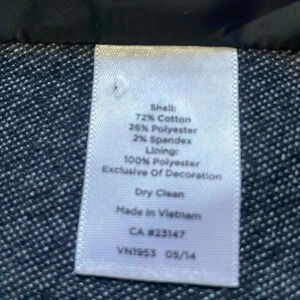 Shell:
72% Cotton
26% Polyester
2% Spandex
Lining:
100% Polyester
Exclusive Of Decoration
Dry Clean
Made In Vietnam
CA #23147
VN1953 05/14